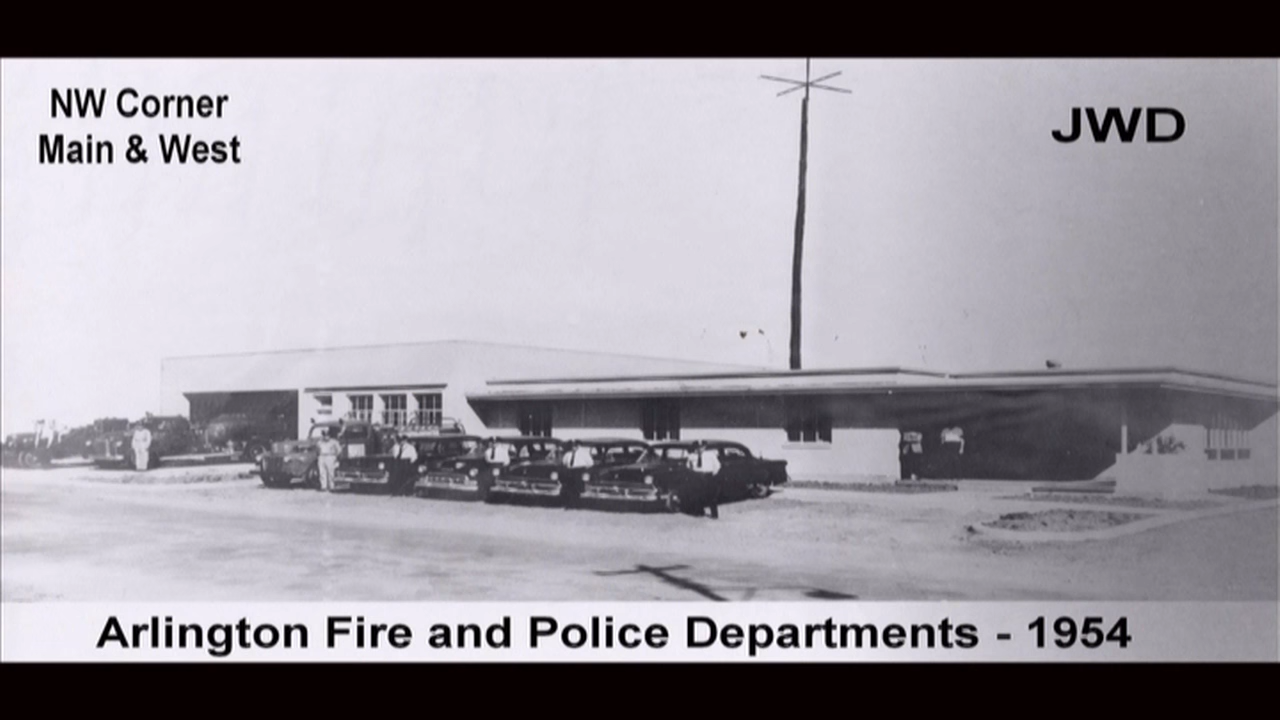 NW Corner
Main & West
JWD
Arlington Fire and Police Departments - 1954